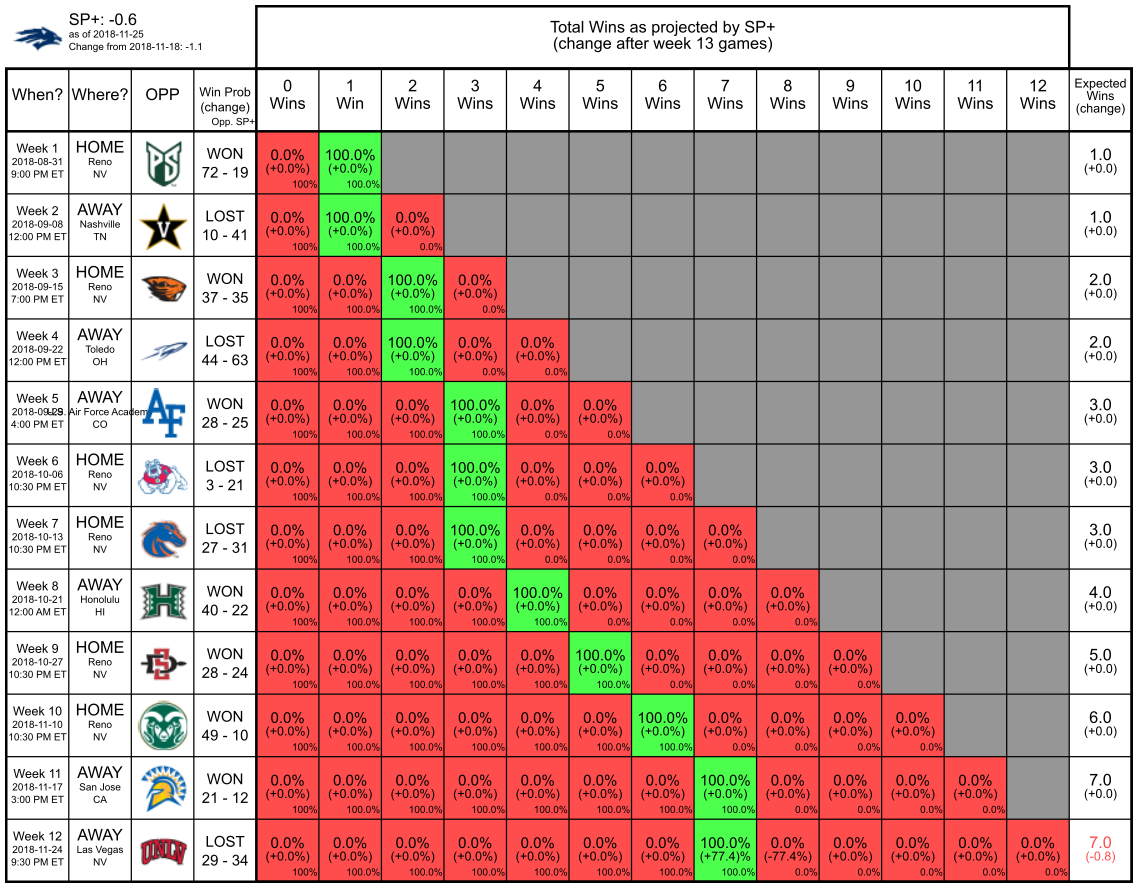 SP+: -0.6
as of 2018-11-25
Change from 2018-11-18: -1.1
Total Wins as projected by SP+
(change after week 13 games)
When? Where? OPP Win Prob (change) Opp. SP+ 0 Wins 1 Win 2 Wins 3 Wins 4 Wins 5 Wins 6 Wins 7 Wins 8 Wins 9 Wins 10 Wins 11 Wins 12 Wins Expected Wins (change)
Week 1 HOME PS WON 0.0% 100.0% 1.0
2018-08-31 Reno (+0.0%) (+0.0%) (+0.0)
9:00 PM ET NV 72 - 19 100% 100.0%
Week 2 AWAY V LOST 0.0% 100.0% 0.0% 1.0
2018-09-08 Nashville (+0.0%) (+0.0%) (+0.0%) (+0.0)
12:00 PM ET TN 10 - 41 100% 100.0% 0.0%
Week 3 HOME WON 0.0% 0.0% 100.0% 0.0% 2.0
2018-09-15 Reno (+0.0%) (+0.0%) (+0.0%) (+0.0%) (+0.0)
7:00 PM ET NV 37 - 35 100% 100.0% 100.0% 0.0%
Week 4 AWAY LOST 0.0% 0.0% 100.0% 0.0% 0.0% 2.0
2018-09-22 Toledo (+0.0%) (+0.0%) (+0.0%) (+0.0%) (+0.0%) (+0.0)
12:00 PM ET OH 44 - 63 100% 100.0% 100.0% 0.0% 0.0%
Week 5 AWAY AF WON 0.0% 0.0% 0.0% 100.0% 0.0% 0.0% 3.0
2018-09-29 U.S. Air Force Academy (+0.0%) (+0.0%) (+0.0%) (+0.0%) (+0.0%) (+0.0%) (+0.0)
4:00 PM ET CO 28 - 25 100% 100.0% 100.0% 100.0% 0.0% 0.0%
Week 6 HOME LOST 0.0% 0.0% 0.0% 100.0% 0.0% 0.0% 0.0% 3.0
2018-10-06 Reno (+0.0%) (+0.0%) (+0.0%) (+0.0%) (+0.0%) (+0.0%) (+0.0%) (+0.0)
10:30 PM ET NV 3 - 21 100% 100.0% 100.0% 100.0% 0.0% 0.0% 0.0%
Week 7 HOME LOST 0.0% 0.0% 0.0% 100.0% 0.0% 0.0% 0.0% 0.0% 3.0
2018-10-13 Reno (+0.0%) (+0.0%) (+0.0%) (+0.0%) (+0.0%) (+0.0%) (+0.0%) (+0.0%) (+0.0)
10:30 PM ET NV 27 - 31 100% 100.0% 100.0% 100.0% 0.0% 0.0% 0.0% 0.0%
Week 8 AWAY H WON 0.0% 0.0% 0.0% 0.0% 100.0% 0.0% 0.0% 0.0% 0.0% 4.0
2018-10-21 Honolulu (+0.0%) (+0.0%) (+0.0%) (+0.0%) (+0.0%) (+0.0%) (+0.0%) (+0.0%) (+0.0%) (+0.0)
12:00 AM ET HI 40 - 22 100% 100.0% 100.0% 100.0% 100.0% 0.0% 0.0% 0.0% 0.0%
Week 9 HOME SD WON 0.0% 0.0% 0.0% 0.0% 0.0% 100.0% 0.0% 0.0% 0.0% 0.0% 5.0
2018-10-27 Reno (+0.0%) (+0.0%) (+0.0%) (+0.0%) (+0.0%) (+0.0%) (+0.0%) (+0.0%) (+0.0%) (+0.0%) (+0.0)
10:30 PM ET NV 28 - 24 100% 100.0% 100.0% 100.0% 100.0% 100.0% 0.0% 0.0% 0.0% 0.0%
Week 10 HOME WON 0.0% 0.0% 0.0% 0.0% 0.0% 0.0% 100.0% 0.0% 0.0% 0.0% 0.0% 6.0
2018-11-10 Reno (+0.0%) (+0.0%) (+0.0%) (+0.0%) (+0.0%) (+0.0%) (+0.0%) (+0.0%) (+0.0%) (+0.0%) (+0.0%) (+0.0)
10:30 PM ET NV 49 - 10 100% 100.0% 100.0% 100.0% 100.0% 100.0% 100.0% 0.0% 0.0% 0.0% 0.0%
Week 11 AWAY WON 0.0% 0.0% 0.0% 0.0% 0.0% 0.0% 0.0% 100.0% 0.0% 0.0% 0.0% 0.0% 7.0
2018-11-17 San Jose (+0.0%) (+0.0%) (+0.0%) (+0.0%) (+0.0%) (+0.0%) (+0.0%) (+0.0%) (+0.0%) (+0.0%) (+0.0%) (+0.0%) (+0.0)
3:00 PM ET CA 21 - 12 100% 100.0% 100.0% 100.0% 100.0% 100.0% 100.0% 100.0% 0.0% 0.0% 0.0% 0.0%
Week 12 AWAY UNLV LOST 0.0% 0.0% 0.0% 0.0% 0.0% 0.0% 0.0% 100.0% 0.0% 0.0% 0.0% 0.0% 0.0% 7.0
2018-11-24 Las Vegas (+0.0%) (+0.0%) (+0.0%) (+0.0%) (+0.0%) (+0.0%) (+0.0%) (+77.4)% (-77.4%) (+0.0%) (+0.0%) (+0.0%) (+0.0%) (-0.8)
9:30 PM ET NV 29 - 34 100% 100.0% 100.0% 100.0% 100.0% 100.0% 100.0% 100.0% 0.0% 0.0% 0.0% 0.0% 0.0%